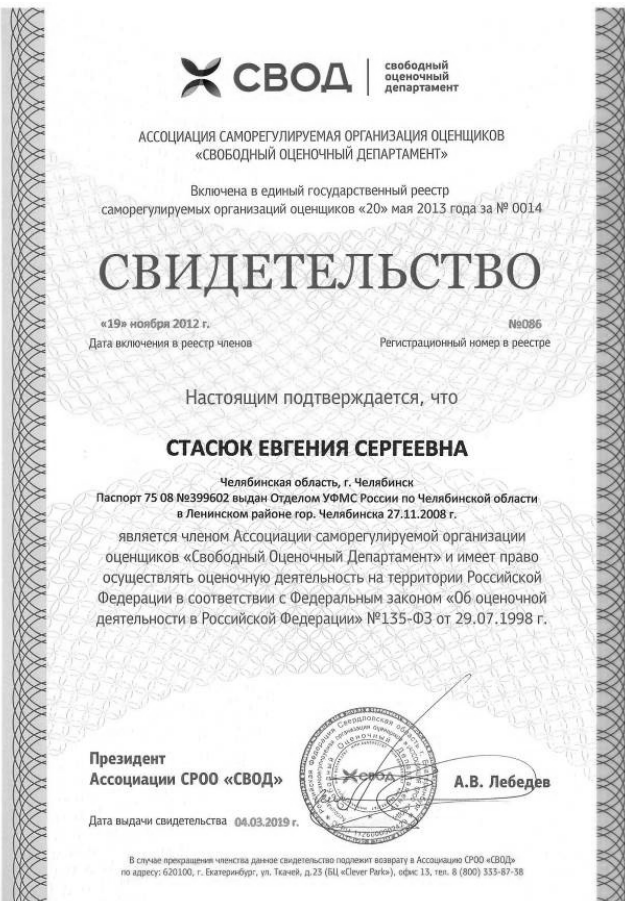 СВОД
свободный
оценочный
департамент
АССОЦИАЦИЯ САМОРЕГУЛИРУЕМАЯ ОРГАНИЗАЦИЯ ОЦЕНЩИКОВ
«СВОБОДНЫЙ ОЦЕНОЧНЫЙ ДЕПАРТАМЕНТ»
Включена в единый государственный реестр
саморегулируемых организаций оценщиков «20» мая 2013 года за № 0014
СВИДЕТЕЛЬСТВО
«19» ноября 2012 г. №086
Дата включения в реестр членов Регистрационный номер в реестре
Настоящим подтверждается, что
СТАСЮК ЕВГЕНИЯ СЕРГЕЕВНА
Челябинская область, г. Челябинск
Паспорт 75 08 №399602 выдан Отделом УФМС России по Челябинской области
в Ленинском районе гор. Челябинска 27.11.2008 г.
является членом Ассоциации саморегулируемой организации
оценщиков «Свободный Оценочный Департамент» и имеет право
осуществлять оценочную деятельность на территории Российской
Федерации в соответствии с Федеральным законом «Об оценочной
деятельности в Российской Федерации» №135-ФЗ от 29.07.1998 г.
Президент
Ассоциации СРОО «СВОД» А.В. Лебедев
СВОД
Дата выдачи свидетельства 04.03.2019 г.
В случае прекращения членства данное свидетельство подлежит возврату в Ассоциацию СРОО «СВОД»
по адресу: 620100, г. Екатеринбург, ул. Ткачей, д.23 (БЦ «Clever Park»), офис 13, тел. 8 (800) 333-87-38